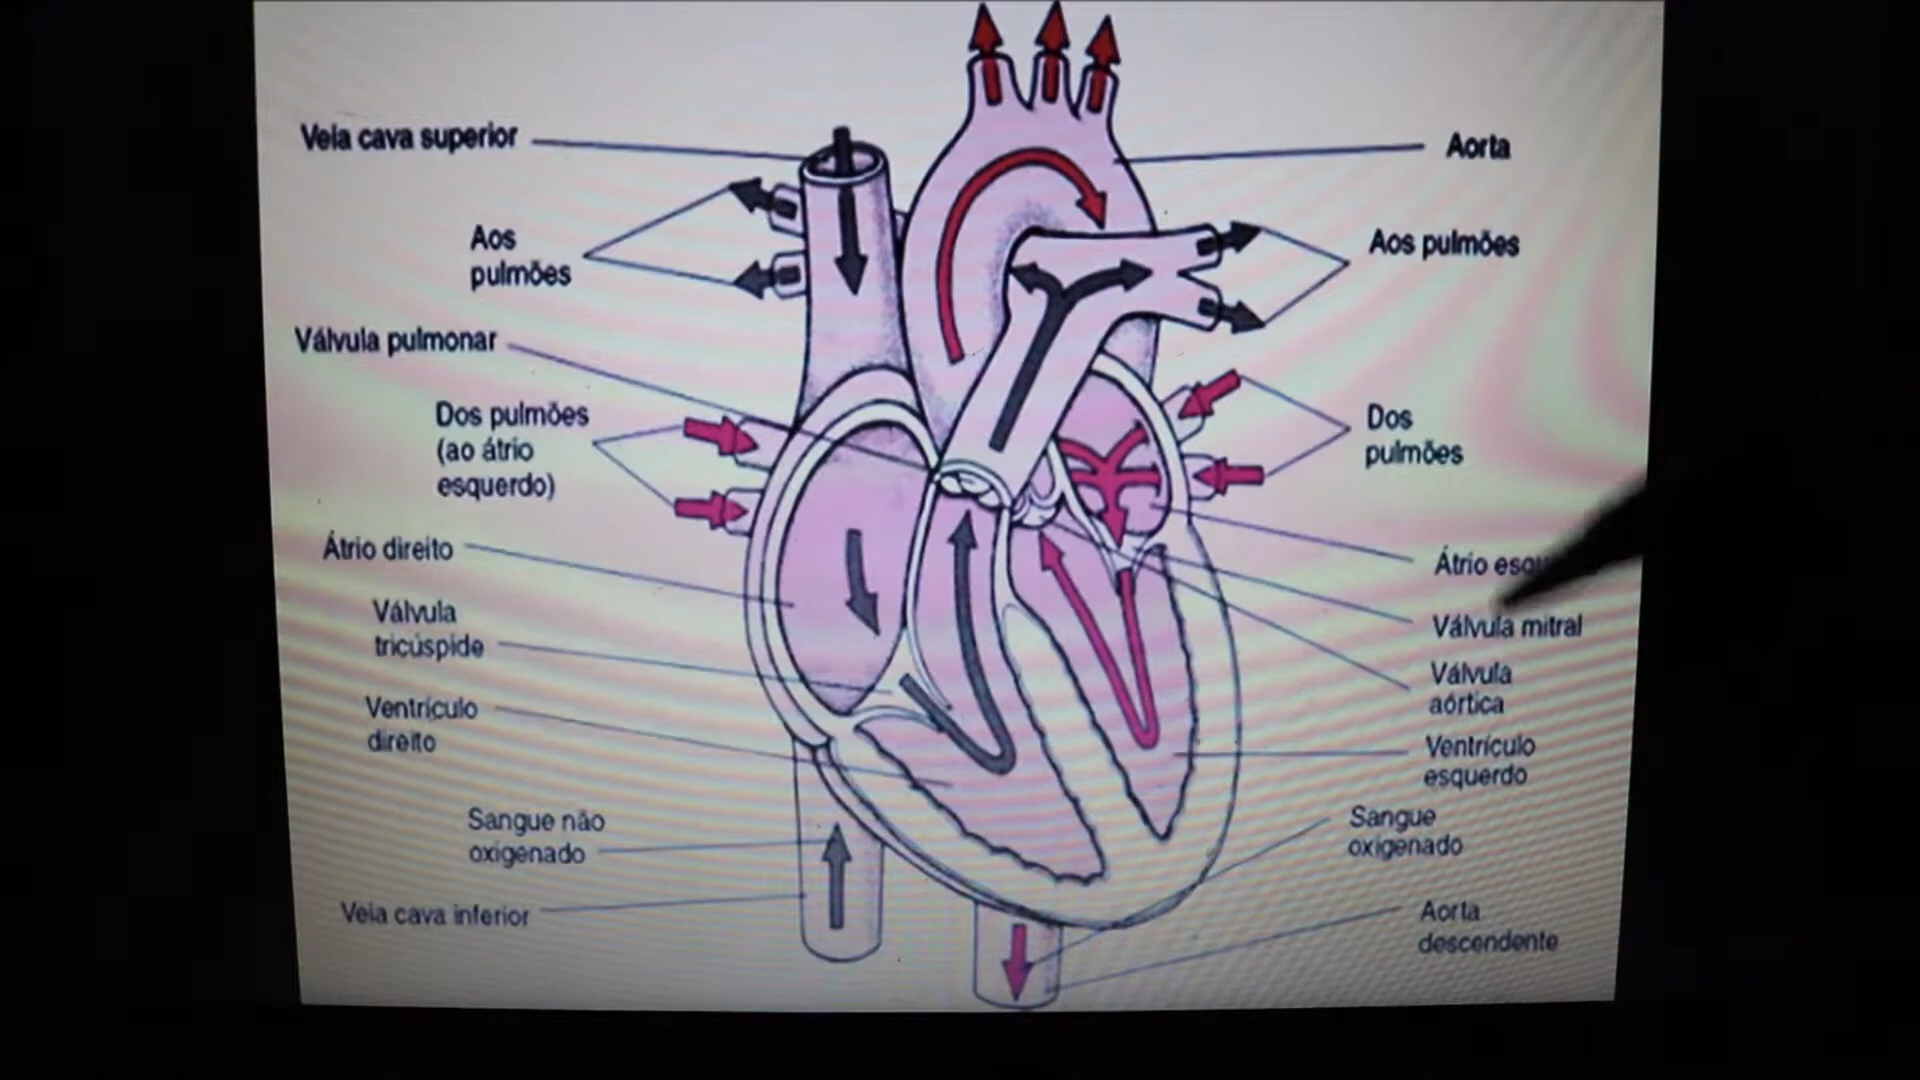 Veia cava superior
Aos
pulmões
Válvula pulmonar
Dos pulmões
(ao átrio
esquerdo)
Átrio direito
Válvula
tricúspide
Ventrículo
direito
Sangue não
oxigenado
Veia cava inferior
Aorta
Aos pulmões
Dos
pulmões
Átrio
Válvula mitral
Válvula
aórtica
Ventrículo
esquerdo
Sangue
oxigenado
Aorta
descendente